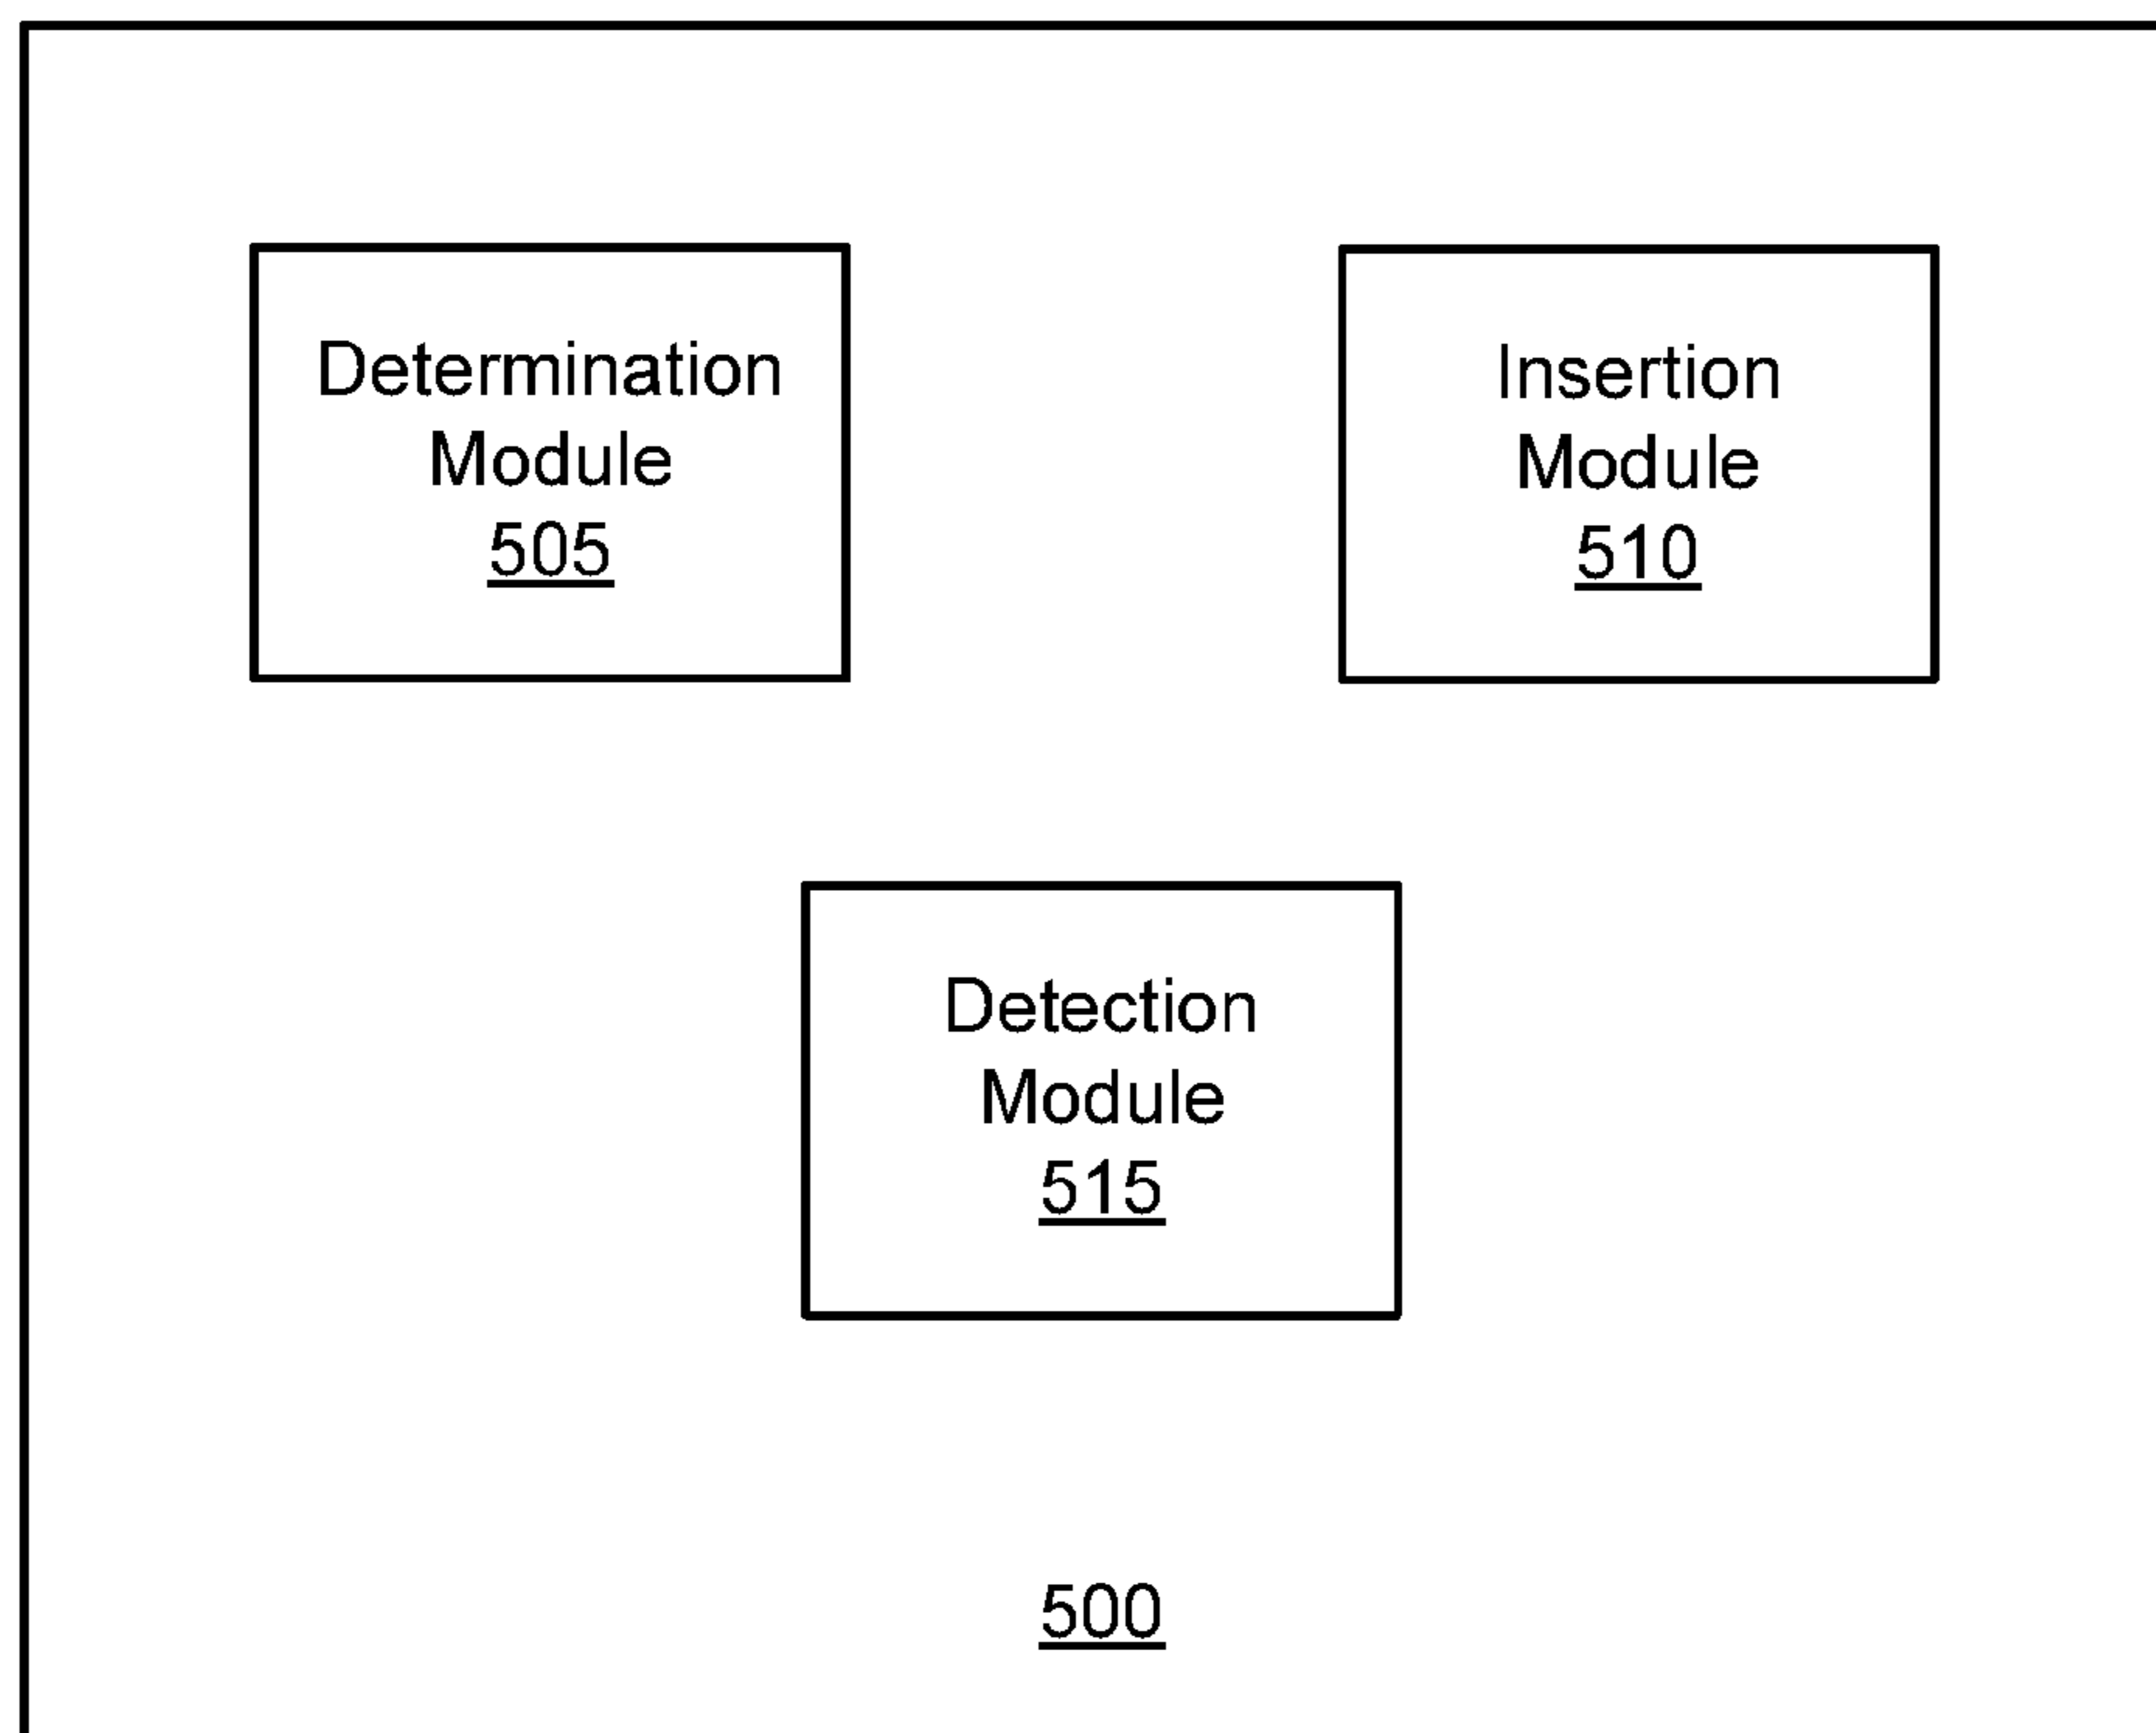 Determination
Module
505
Insertion
Module
510
Detection
Module
515
500